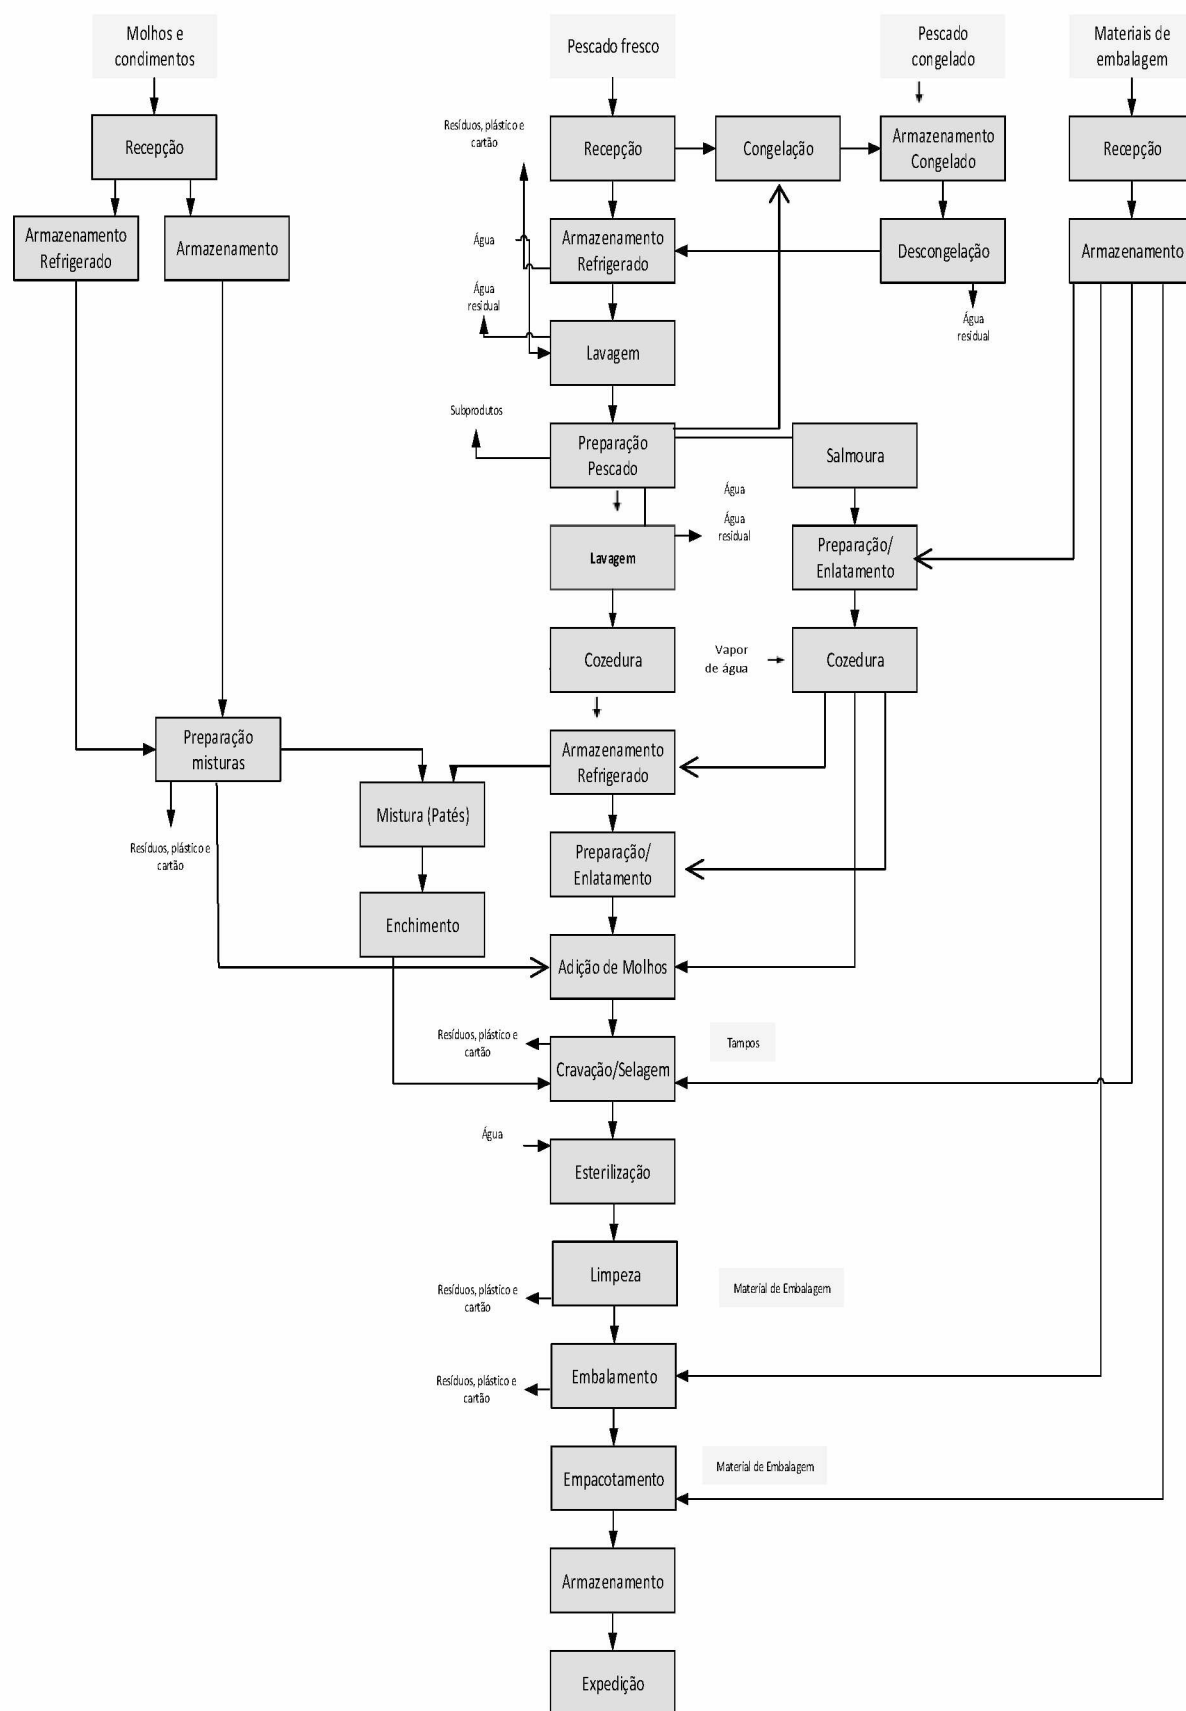 Molhos e
condimentos
Pescado fresco
Pescado
congelado
Materiais de
embalagem
Recepção
Resíduos, plástico e
cartão
Recepção
Congelação
Armazenamento
Congelado
Recepção
Armazenamento
Refrigerado
Armazenamento
Água
Armazenamento
Refrigerado
Descongelação
Armazenamento
Água
residual
Água
residual
Lavagem
Subprodutos
Preparação
Pescado
Salmoura
Água
Água
residual
Lavagem
Preparação/
Enlatamento
Cozedura
Vapor
de água
Cozedura
Preparação
misturas
Armazenamento
Refrigerado
Mistura (Patés)
Resíduos, plástico e
cartão
Preparação/
Enlatamento
Enchimento
Adição de Molhos
Resíduos, plástico e
cartão
Tampos
Cravação/Selagem
Água
Esterilização
Limpeza
Resíduos, plástico e
cartão
Material de Embalagem
Embalamento
Resíduos, plástico e
cartão
Empacotamento
Material de Embalagem
Armazenamento
Expedição